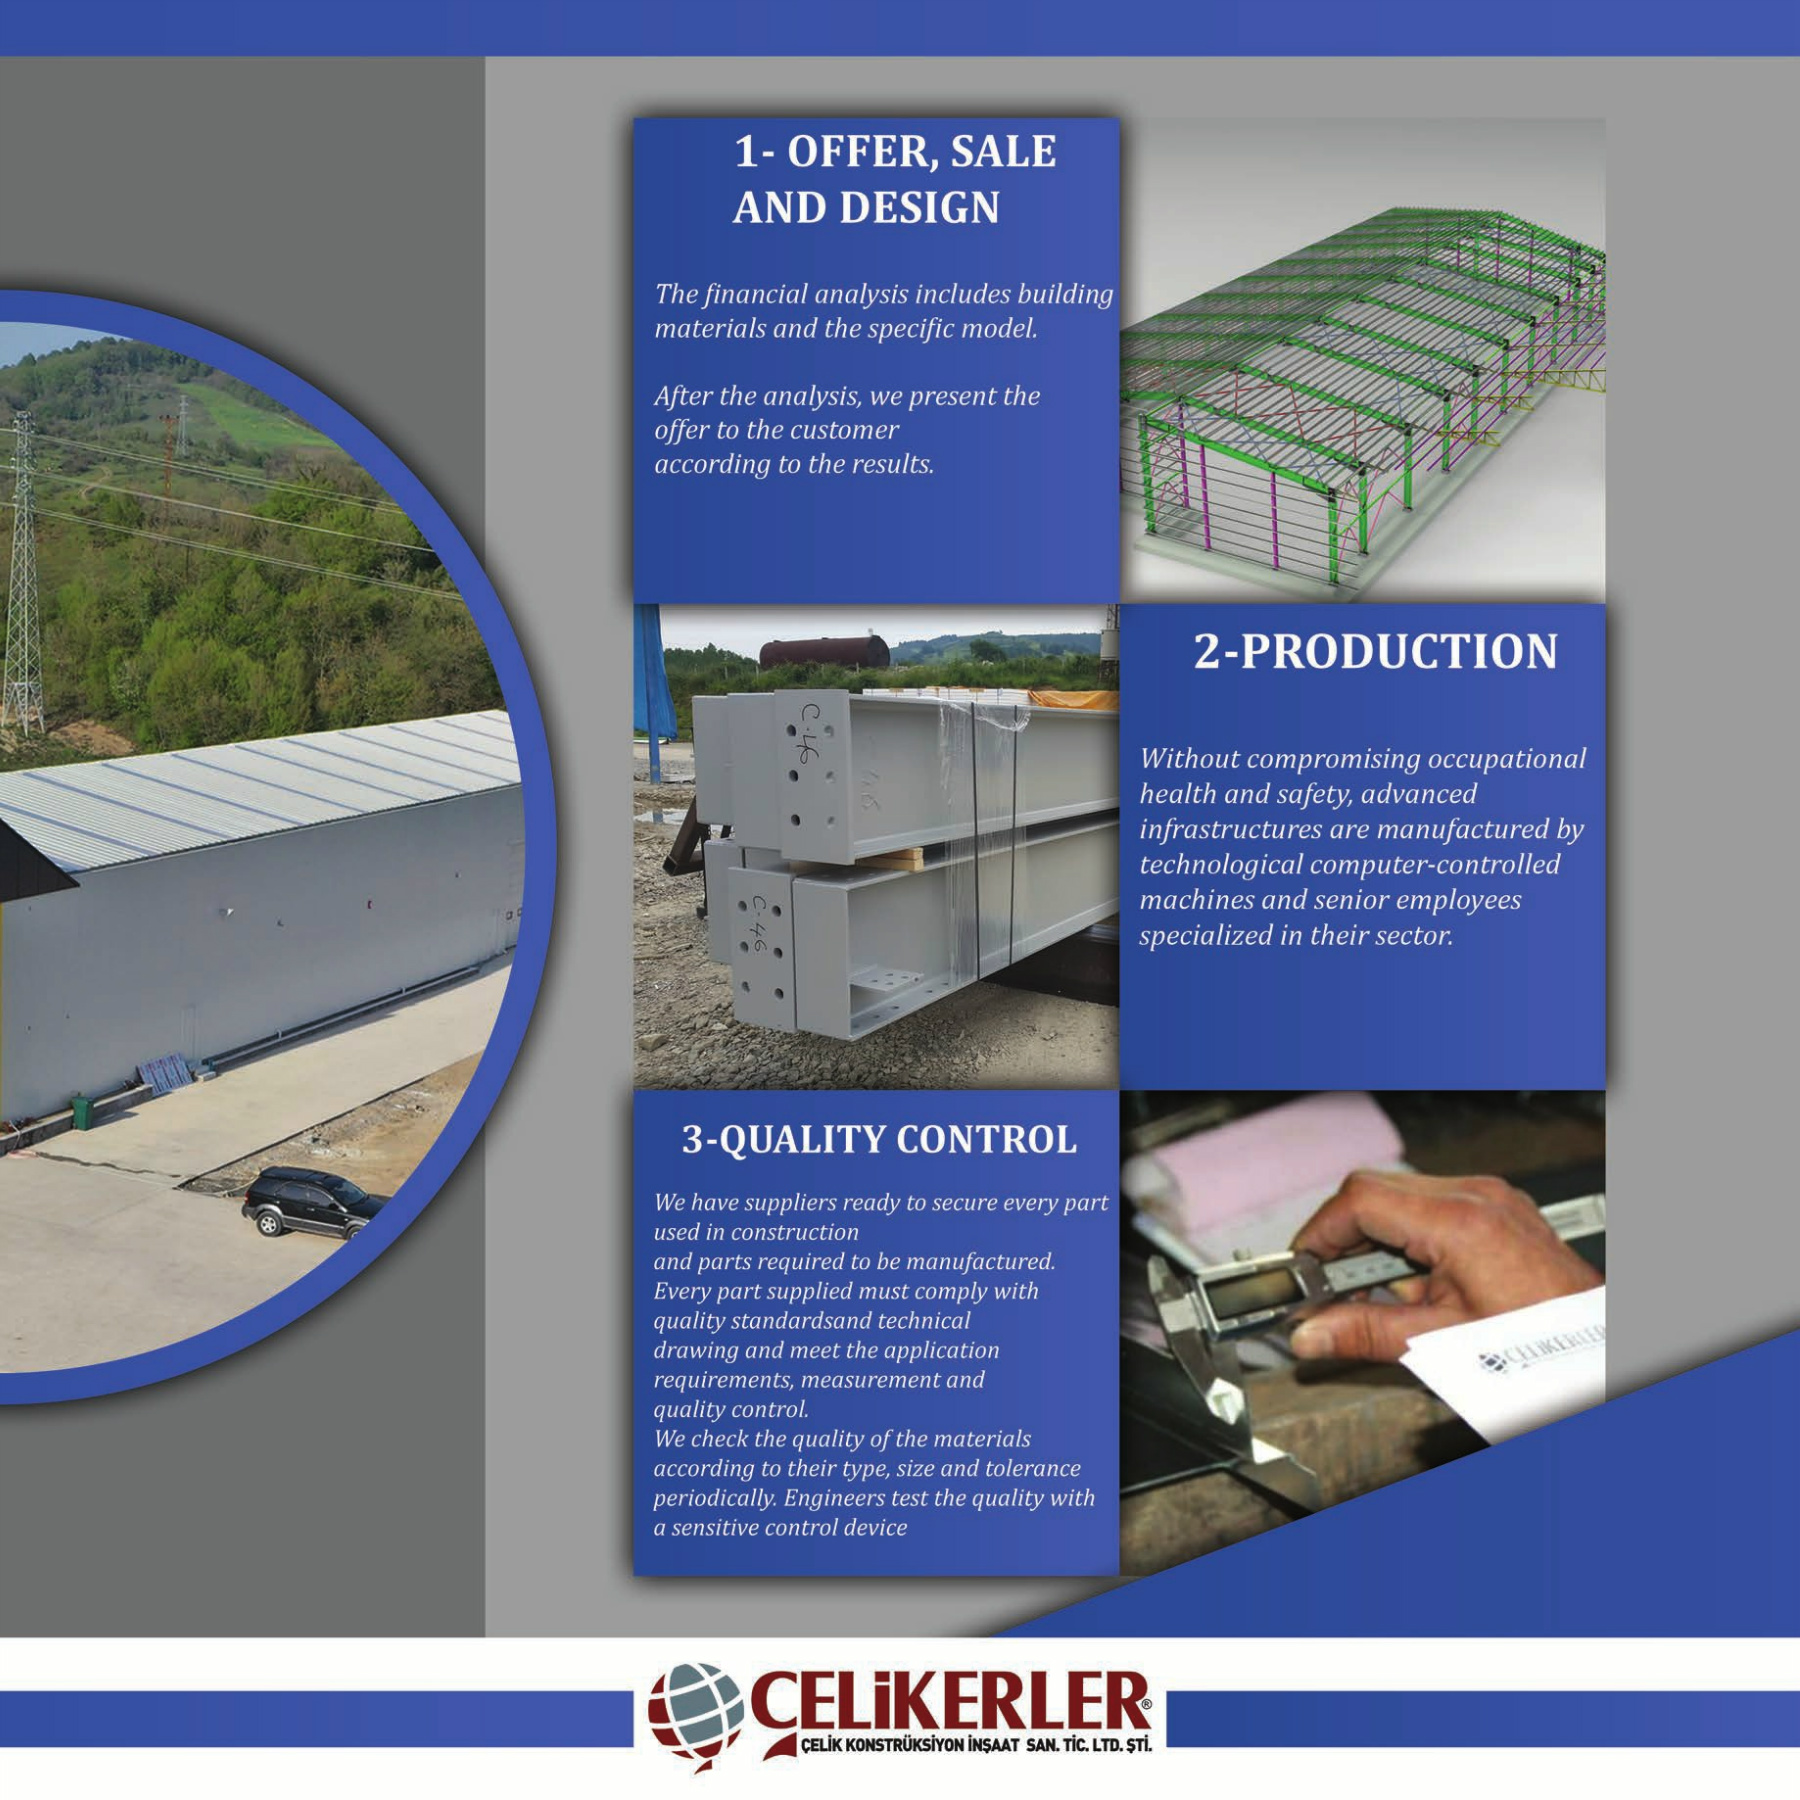 1- OFFER, SALE
AND DESIGN
The financial analysis includes building
materials and the specific model.
After the analysis, we present the
offer to the customer
according to the results.
C-46
C-46
2-PRODUCTION
Without compromising occupational
health and safety, advanced
infrastructures are manufactured by
technological computer-controlled
machines and senior employees
specialized in their sector.
3-QUALITY CONTROL
We have suppliers ready to secure every part
used in construction
and parts required to be manufactured.
Every part supplied must comply with
quality standardsand technical
drawing and meet the application
requirements, measurement and
quality control.
We check the quality of the materials
according to their type, size and tolerance
periodically. Engineers test the quality with
a sensitive control device
ÇELİKERLER
ÇELiKERLER®
ÇELİK KONSTRÜKSİYON İNŞAAT SAN. TİC. LTD. ŞTİ.